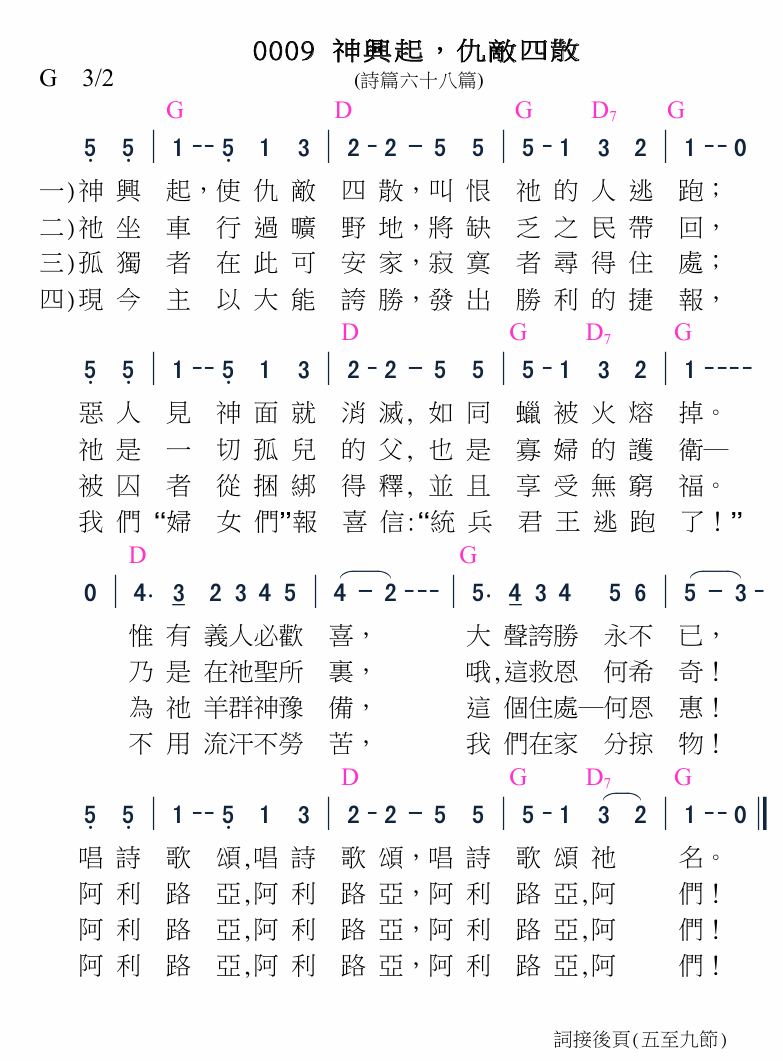 0009 神興起，仇敵四散
G 3/2 (詩篇六十八篇)
G D G D7 G
5 5 | 1 -- 5 1 3 | 2 - 2 - 5 5 | 5 - 1 3 2 | 1 -- 0
一)神興 起，使仇敵 四散，叫恨 祂的人逃 跑；
二)祂坐 車行過曠 野地，將缺 乏之民帶 回，
三)孤獨 者在此可 安家，寂寞 者尋得住 處；
四)現今 主以大能 誇勝，發出 勝利的捷 報，
D G D7 G
5 5 | 1 -- 5 1 3 | 2 - 2 - 5 5 | 5 - 1 3 2 | 1 ----
惡人 見神面就 消滅, 如同 蠟被火熔 掉。
祂是 一切孤兒 的父, 也是 寡婦的護 衛—
被囚 者從捆綁 得釋, 並且 享受無窮 福。
我們 “婦女們”報 喜信:“統兵 君王逃跑 了！”
D G
0 | 4. 3 2 3 4 5 | 4 - 2 --- | 5. 4 3 4 5 6 | 5 - 3 -
惟有義人必歡 喜， 大聲誇勝 永不 已，
乃是在祂聖所 裏， 哦,這救恩 何希 奇！
為祂羊群神豫 備， 這個住處—何恩 惠！
不用流汗不勞 苦， 我們在家 分掠 物！
D G D7 G
5 5 | 1 -- 5 1 3 | 2 - 2 - 5 5 | 5 - 1 3 2 | 1 -- 0 ||
唱詩 歌頌,唱詩 歌頌，唱詩 歌頌祂 名。
阿利 路亞,阿利 路亞，阿利 路亞,阿 們！
阿利 路亞,阿利 路亞，阿利 路亞,阿 們！
阿利 路亞,阿利 路亞，阿利 路亞,阿 們！
詞接後頁(五至九節)